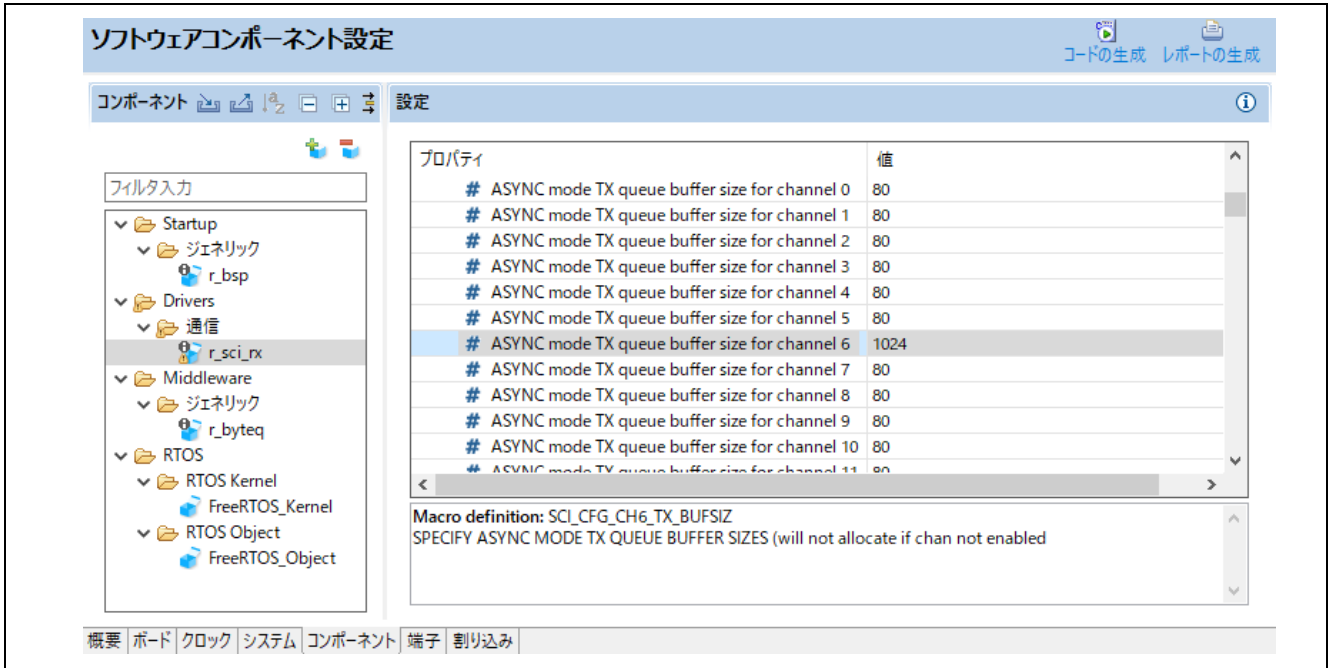 ソフトウェアコンポーネント設定
コードの生成 レポートの生成
コンポーネント
設定
フィルタ入力
Startup
ジェネリック
r_bsp
Drivers
通信
r_sci_rx
Middleware
ジェネリック
r_byteq
RTOS
RTOS Kernel
FreeRTOS_Kernel
RTOS Object
FreeRTOS_Object
プロパティ 値
# ASYNC mode TX queue buffer size for channel 0 80
# ASYNC mode TX queue buffer size for channel 1 80
# ASYNC mode TX queue buffer size for channel 2 80
# ASYNC mode TX queue buffer size for channel 3 80
# ASYNC mode TX queue buffer size for channel 4 80
# ASYNC mode TX queue buffer size for channel 5 80
# ASYNC mode TX queue buffer size for channel 6 1024
# ASYNC mode TX queue buffer size for channel 7 80
# ASYNC mode TX queue buffer size for channel 8 80
# ASYNC mode TX queue buffer size for channel 9 80
# ASYNC mode TX queue buffer size for channel 10 80
# ASYNC mode TX queue buffer size for channel 11 80
Macro definition: SCI_CFG_CH6_TX_BUFSIZ
SPECIFY ASYNC MODE TX QUEUE BUFFER SIZES (will not allocate if chan not enabled
概要 ボード クロック システム コンポーネント 端子 割り込み